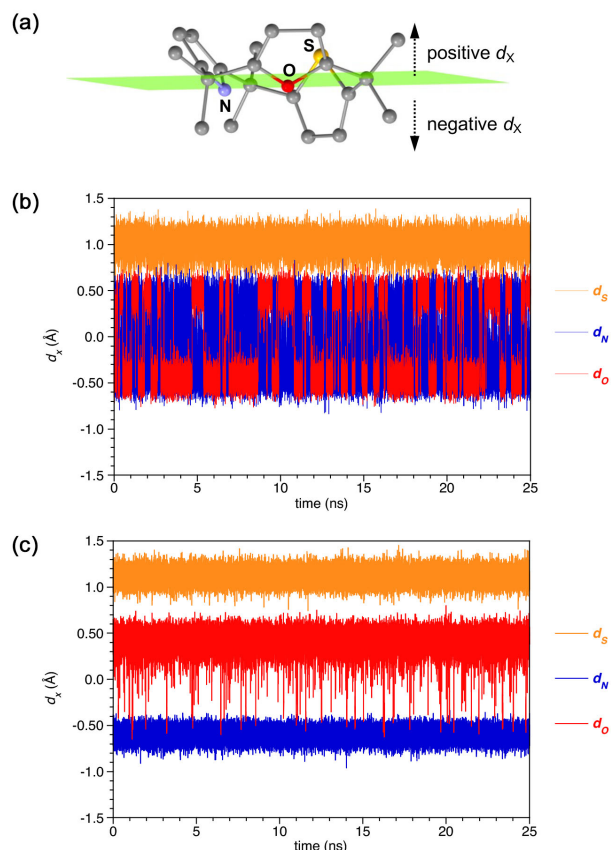 (a)
S
positive dX
O
N
negative dX
(b)
1.5
1.0
0.50
0.0
-0.50
-1.0
-1.5
dx (Å)
0 5 10 15 20 25
time (ns)
dS
dN
dO
(c)
1.5
1.0
0.50
0.0
-0.50
-1.0
-1.5
dx (Å)
0 5 10 15 20 25
time (ns)
dS
dN
dO